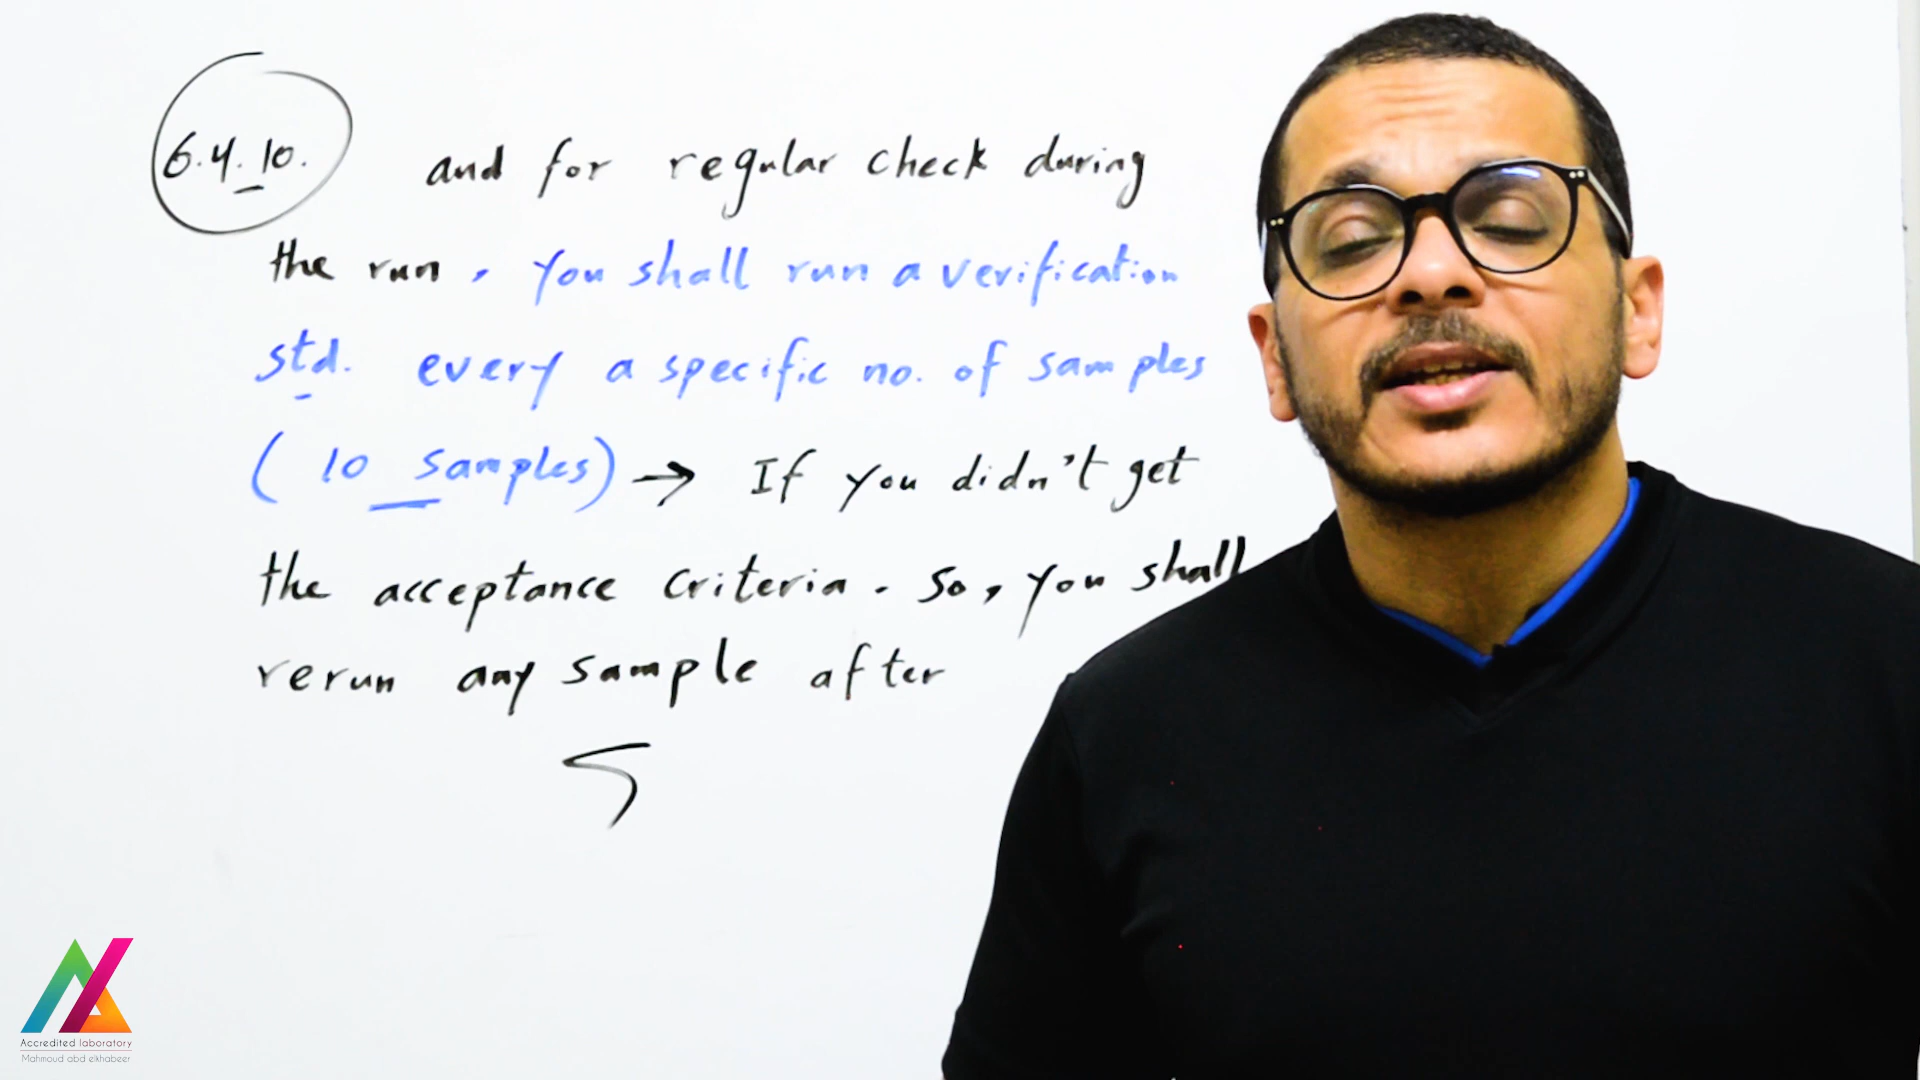 6.4.10. and for regular check during
the run, you shall run a verification
std. every a specific no. of samples
(10 samples) → If you didn't get
the acceptance criteria. So, you shall
rerun any sample after
Accredited laboratory
Mahmoud abd elkhabeer